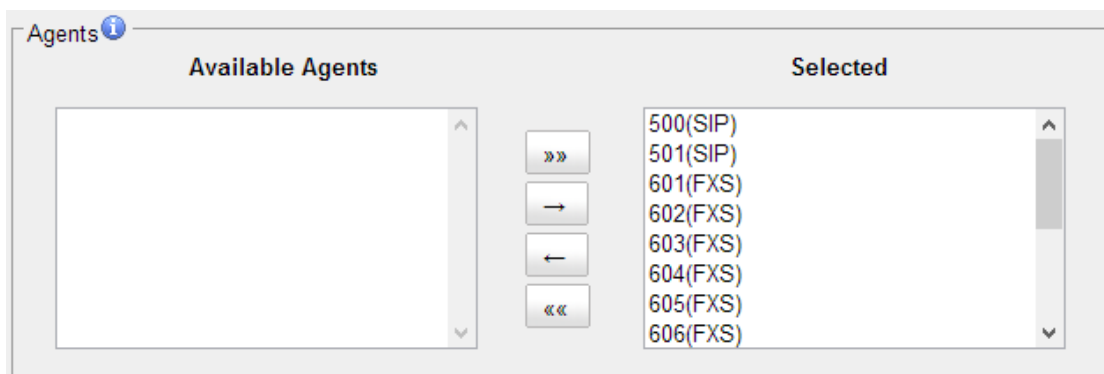 Agents
Available Agents
Selected
500(SIP)
501(SIP)
601(FXS)
602(FXS)
603(FXS)
604(FXS)
605(FXS)
606(FXS)
»»
→
←
««